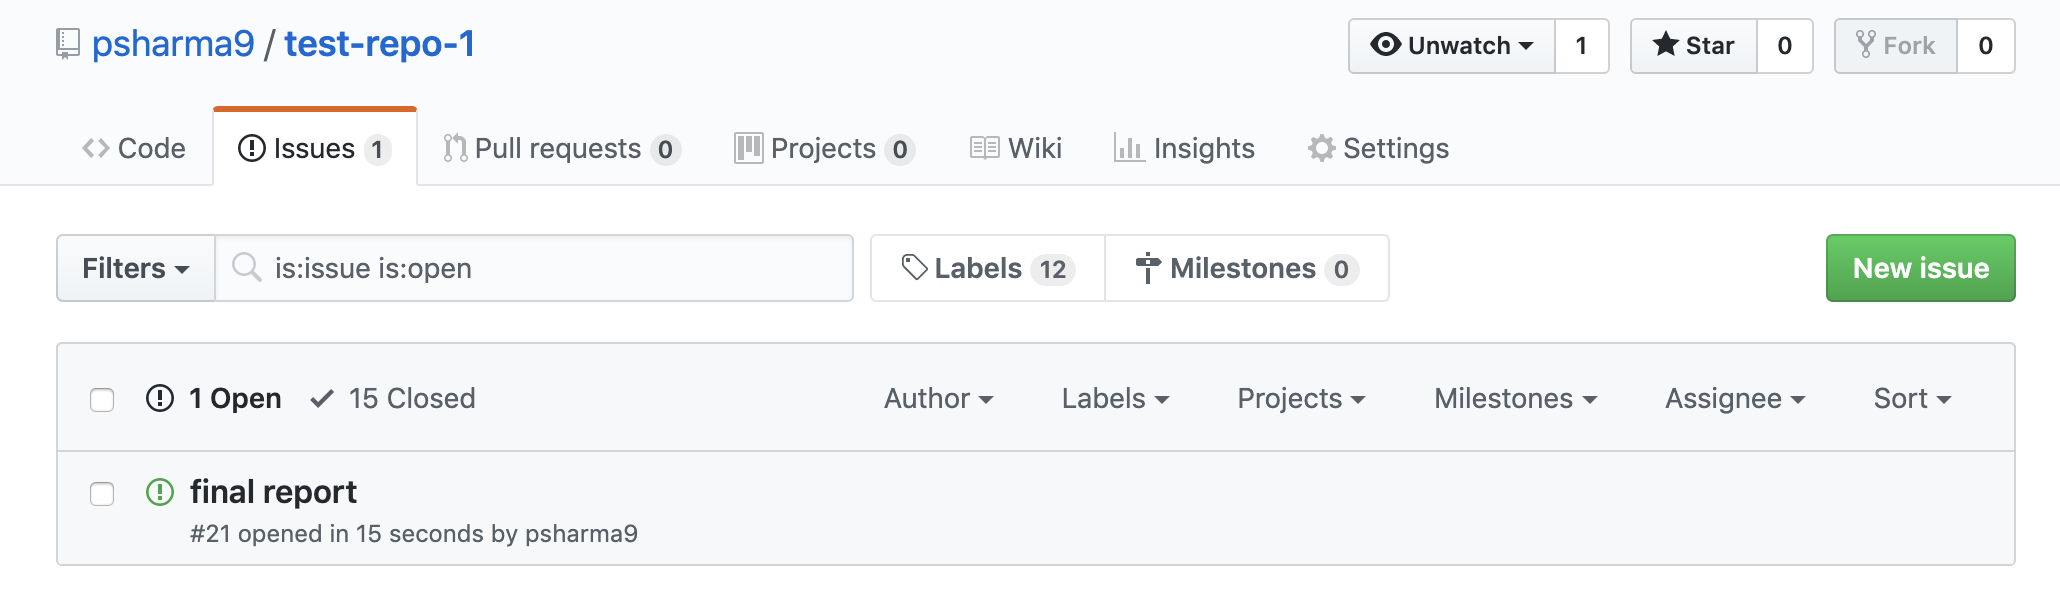 psharma9 / test-repo-1
Unwatch 1 Star 0 Fork 0
Code Issues 1 Pull requests 0 Projects 0 Wiki Insights Settings
Filters is:issue is:open Labels 12 Milestones 0 New issue
1 Open 15 Closed Author Labels Projects Milestones Assignee Sort
final report
#21 opened in 15 seconds by psharma9